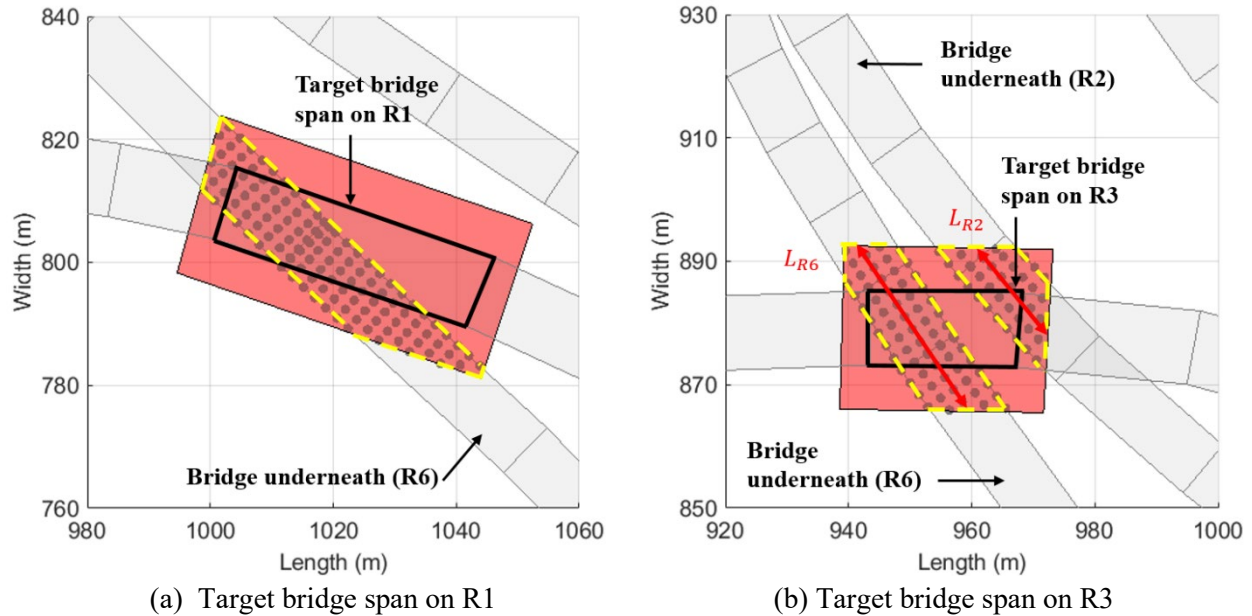 840
820
800
780
760
980
1000
1020
1040
1060
Width (m)
Length (m)
Target bridge
span on R1
Bridge underneath (R6)
(a) Target bridge span on R1
930
910
890
870
850
920
940
960
980
1000
Width (m)
Length (m)
Bridge
underneath (R2)
Target bridge
span on R3
L_R2
L_R6
Bridge
underneath (R6)
(b) Target bridge span on R3